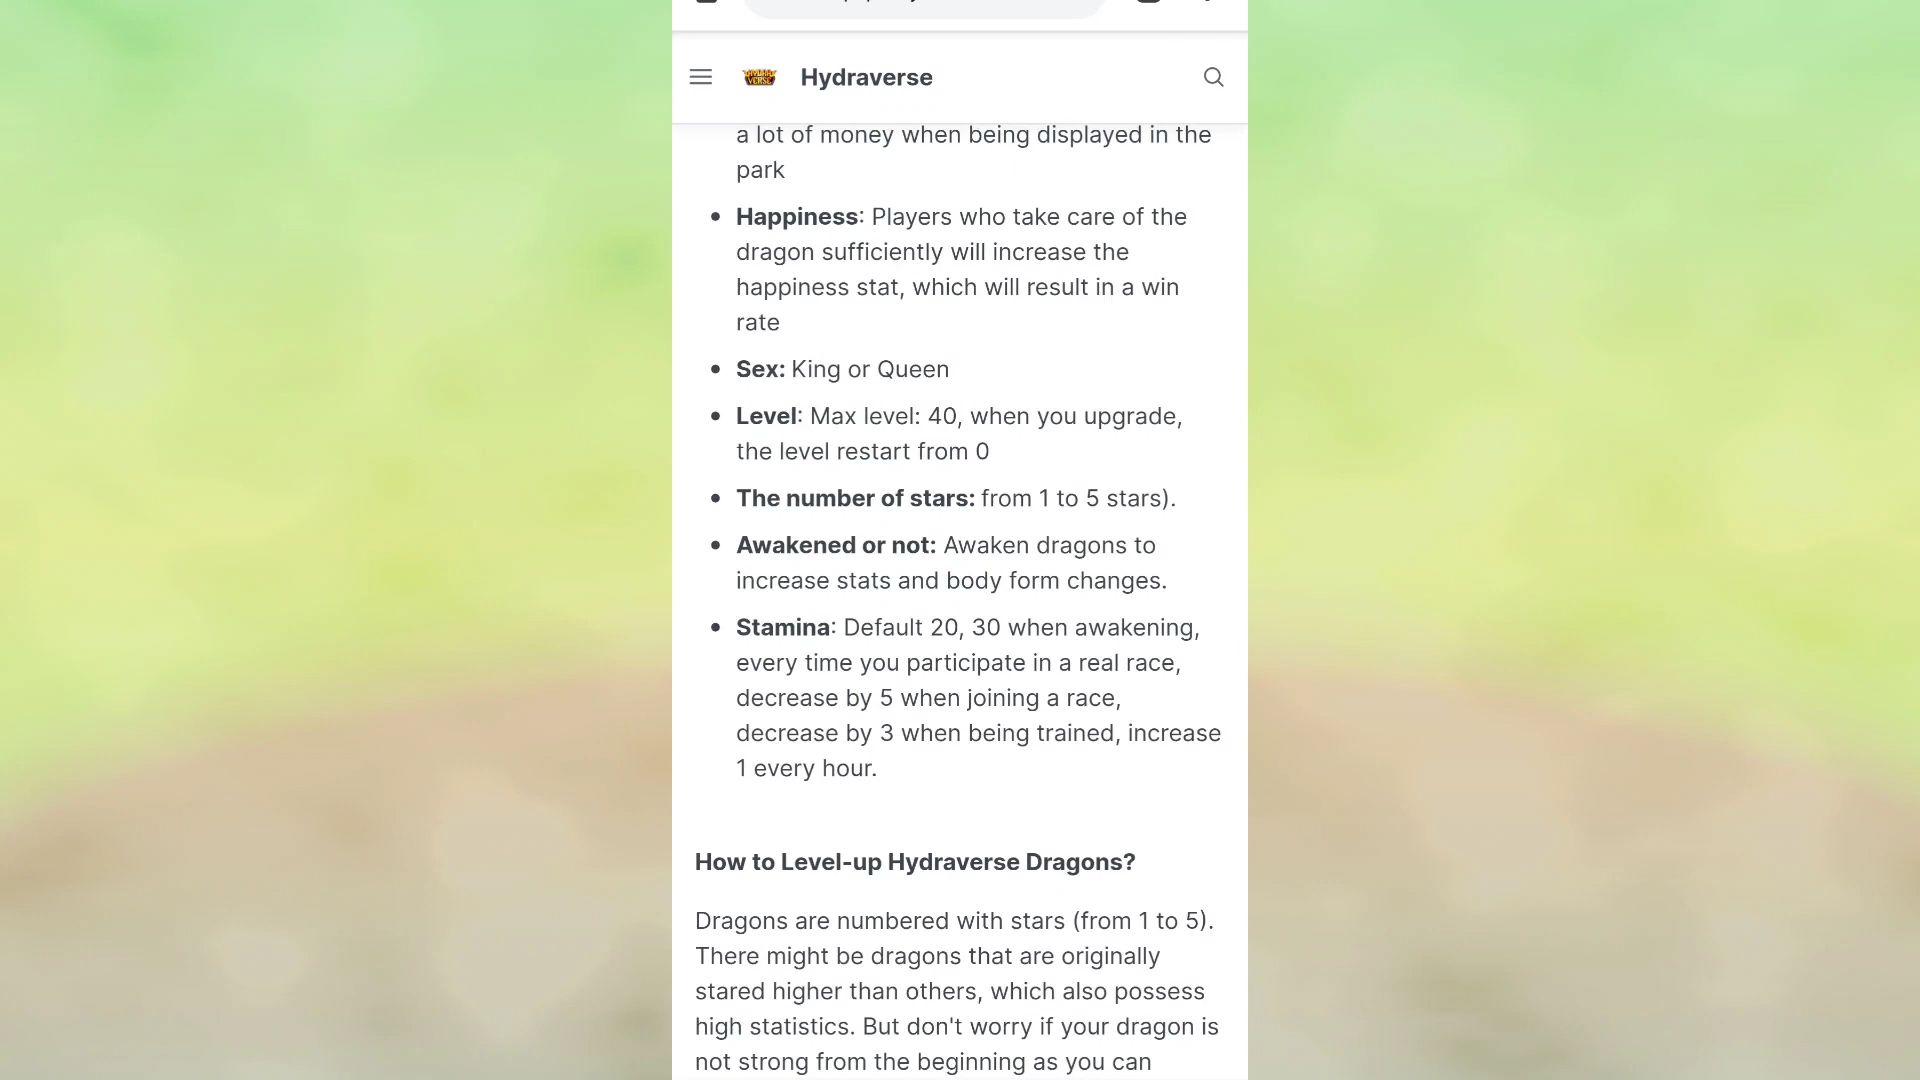 HYDRA
VERSE
Hydraverse
a lot of money when being displayed in the
park
• Happiness: Players who take care of the
dragon sufficiently will increase the
happiness stat, which will result in a win
rate
• Sex: King or Queen
• Level: Max level: 40, when you upgrade,
the level restart from 0
• The number of stars: from 1 to 5 stars).
• Awakened or not: Awaken dragons to
increase stats and body form changes.
• Stamina: Default 20, 30 when awakening,
every time you participate in a real race,
decrease by 5 when joining a race,
decrease by 3 when being trained, increase
1 every hour.
How to Level-up Hydraverse Dragons?
Dragons are numbered with stars (from 1 to 5).
There might be dragons that are originally
stared higher than others, which also possess
high statistics. But don't worry if your dragon is
not strong from the beginning as you can